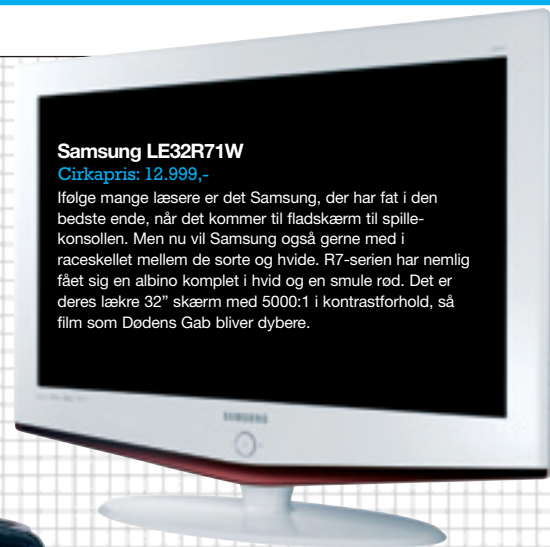 Samsung LE32R71W
Cirkapris: 12.999,-
Ifølge mange læsere er det Samsung, der har fat i den
bedste ende, når det kommer til fladskærm til spille-
konsollen. Men nu vil Samsung også gerne med i
raceskellet mellem de sorte og hvide. R7-serien har nemlig
fået sig en albino komplet i hvid og en smule rød. Det er
deres lækre 32” skærm med 5000:1 i kontrastforhold, så
film som Dødens Gab bliver dybere.
SAMSUNG